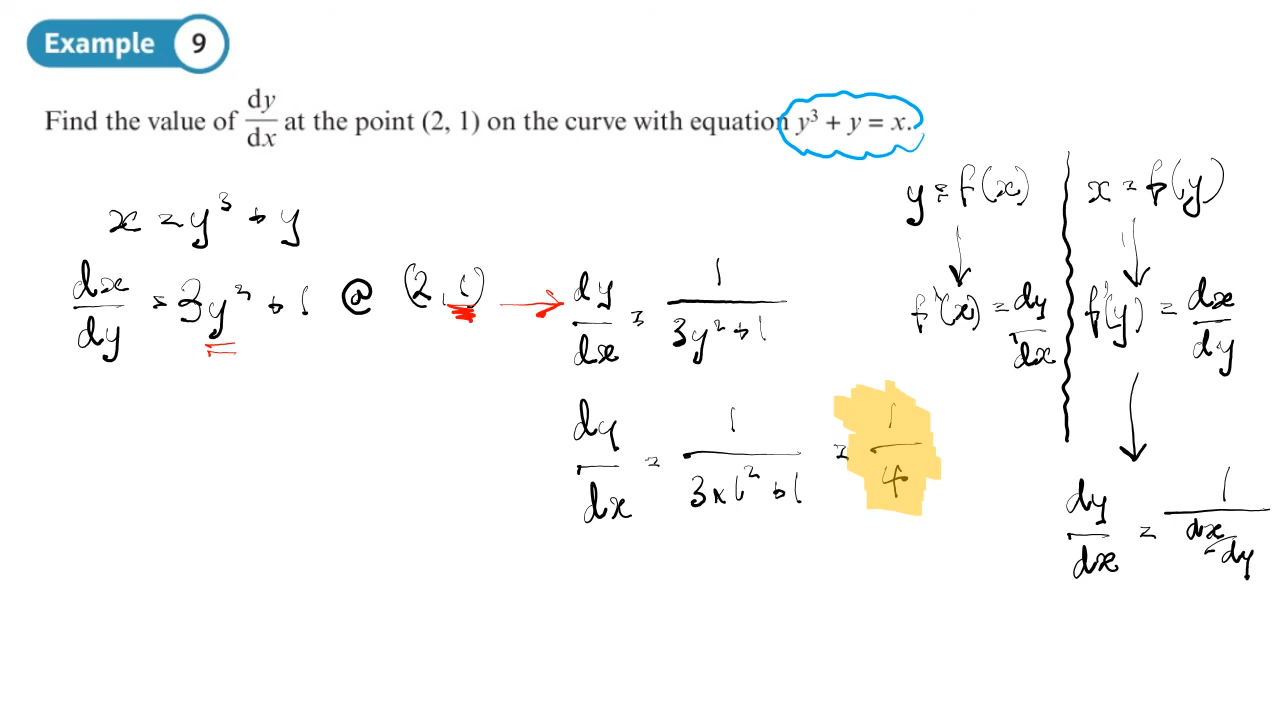 Example 9
Find the value of dy/dx at the point (2, 1) on the curve with equation y³ + y = x.
x = y³ + y
dx/dy = 3y² + 1 @ (2, 1) → dy/dx = 1/(3y² + 1)
dy/dx = 1/(3×1² + 1) = 1/4
y = f(x)
↓
f'(x) = dy/dx
x = f(y)
↓
f'(y) = dx/dy
↓
dy/dx = 1/(dx/dy)